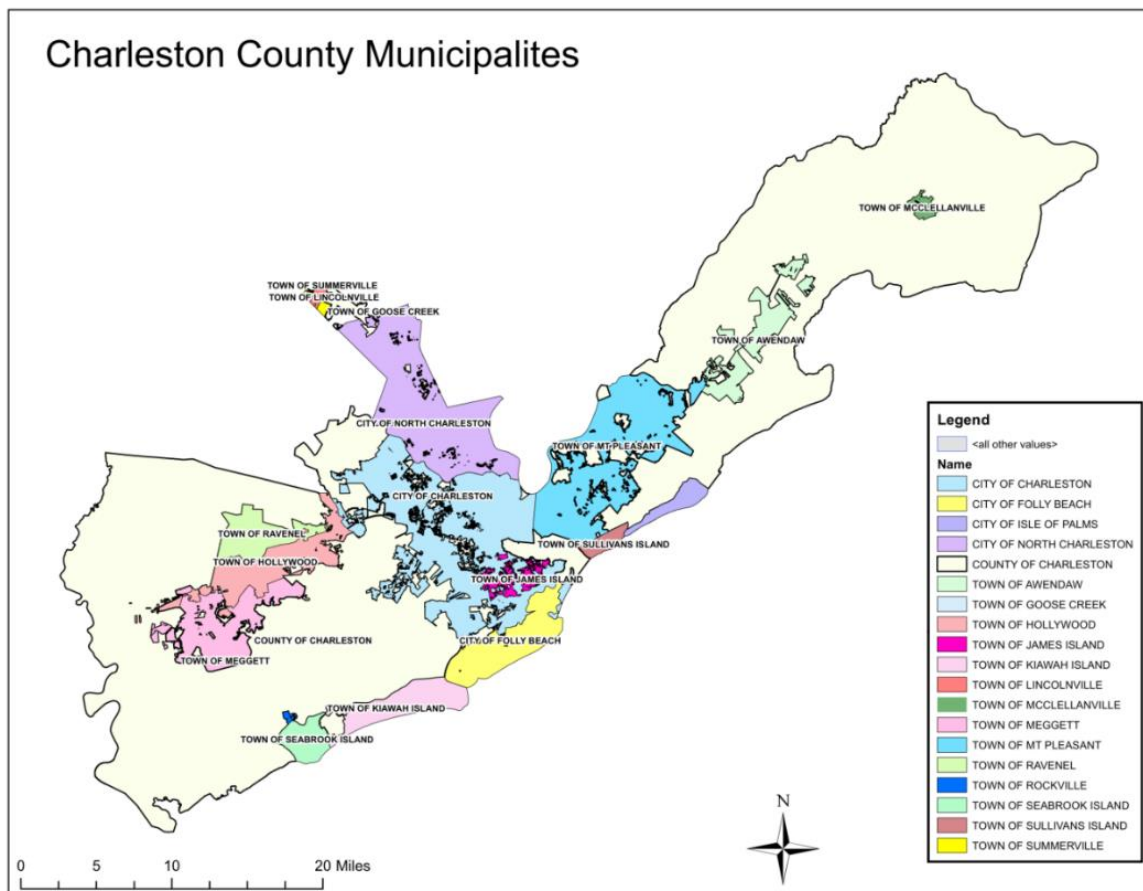 Charleston County Municipalites
TOWN OF MCCLELLANVILLE
TOWN OF SUMMERVILLE
TOWN OF LINCOLNVILLE
TOWN OF GOOSE CREEK
TOWN OF AWENDAW
CITY OF NORTH CHARLESTON
TOWN OF MT PLEASANT
CITY OF CHARLESTON
TOWN OF RAVENEL
TOWN OF SULLIVANS ISLAND
TOWN OF HOLLYWOOD
TOWN OF JAMES ISLAND
COUNTY OF CHARLESTON
CITY OF FOLLY BEACH
TOWN OF MEGGETT
TOWN OF KIAWAH ISLAND
TOWN OF SEABROOK ISLAND
Legend
<all other values>
Name
CITY OF CHARLESTON
CITY OF FOLLY BEACH
CITY OF ISLE OF PALMS
CITY OF NORTH CHARLESTON
COUNTY OF CHARLESTON
TOWN OF AWENDAW
TOWN OF GOOSE CREEK
TOWN OF HOLLYWOOD
TOWN OF JAMES ISLAND
TOWN OF KIAWAH ISLAND
TOWN OF LINCOLNVILLE
TOWN OF MCCLELLANVILLE
TOWN OF MEGGETT
TOWN OF MT PLEASANT
TOWN OF RAVENEL
TOWN OF ROCKVILLE
TOWN OF SEABROOK ISLAND
TOWN OF SULLIVANS ISLAND
TOWN OF SUMMERVILLE
N
0 5 10 20 Miles